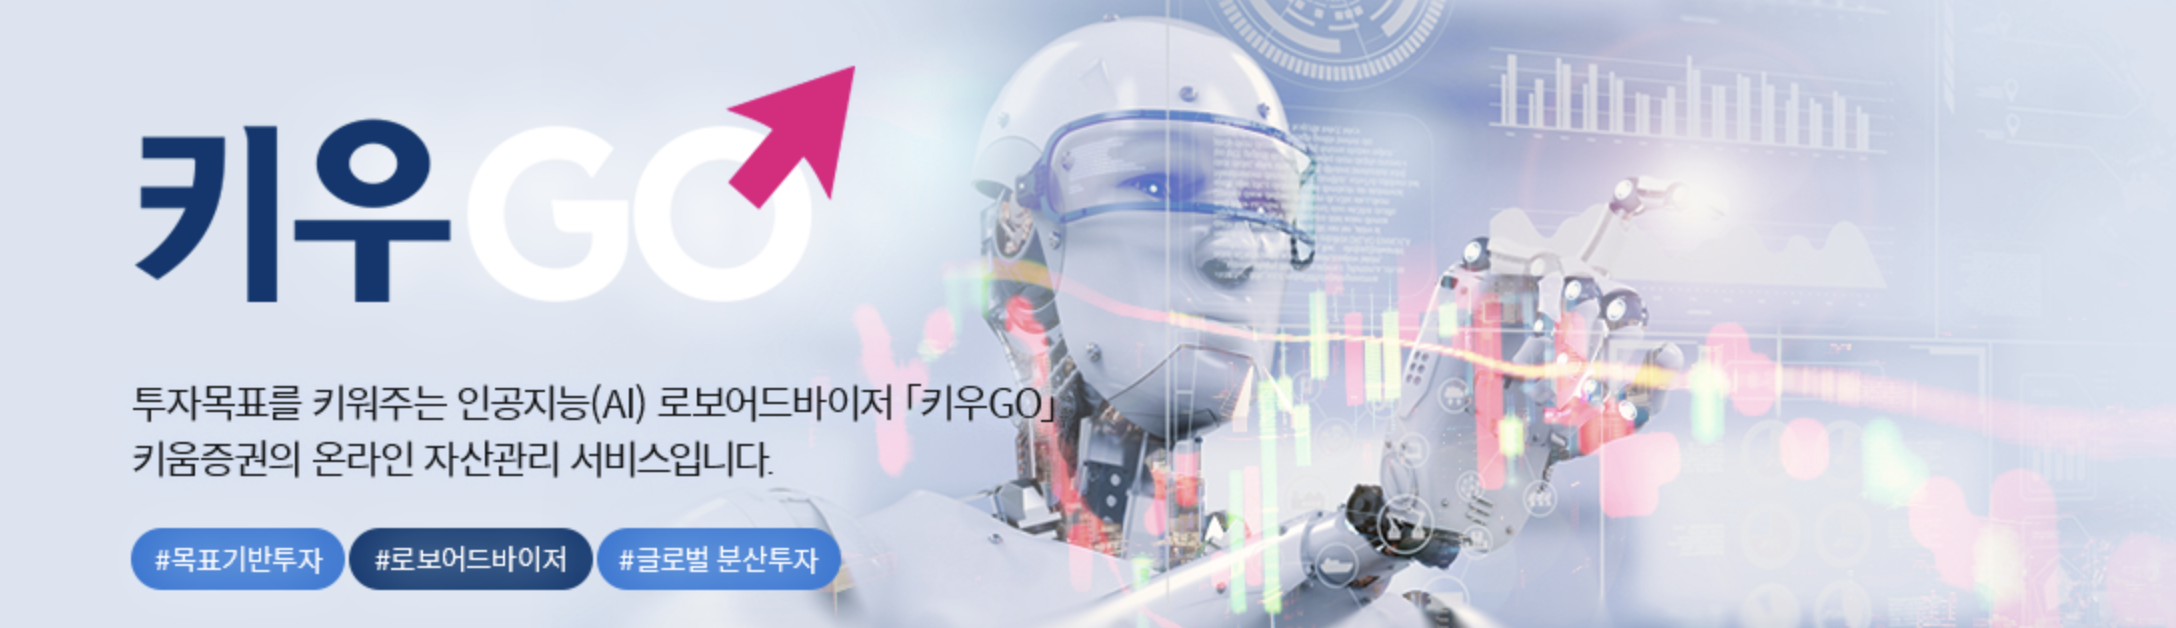 키우GO
투자목표를 키워주는 인공지능(AI) 로보어드바이저 「키우GO」
키움증권의 온라인 자산관리 서비스입니다.
#목표기반투자 #로보어드바이저 #글로벌 분산투자